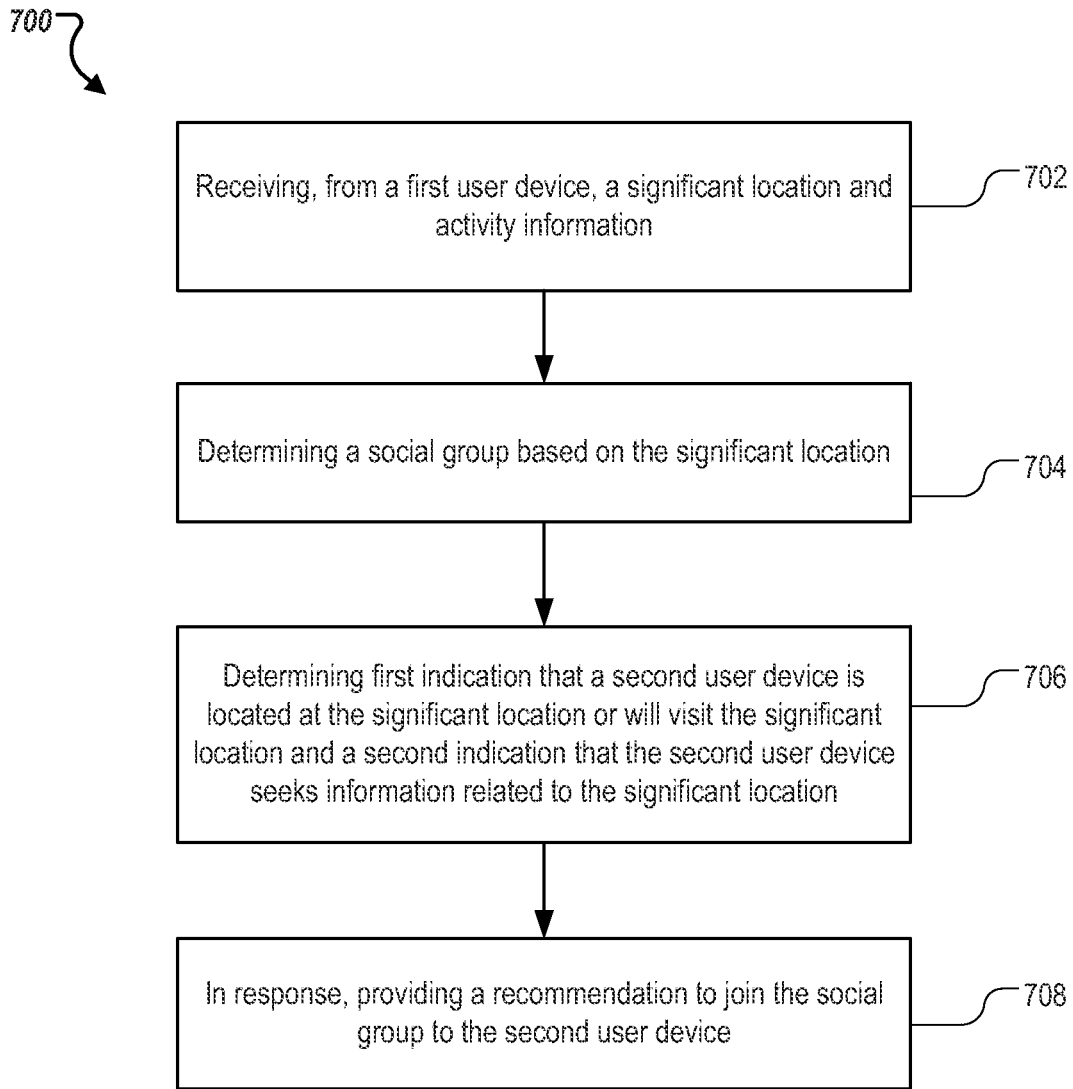 700
Receiving, from a first user device, a significant location and
activity information
702
Determining a social group based on the significant location
704
Determining first indication that a second user device is
located at the significant location or will visit the significant
location and a second indication that the second user device
seeks information related to the significant location
706
In response, providing a recommendation to join the social
group to the second user device
708